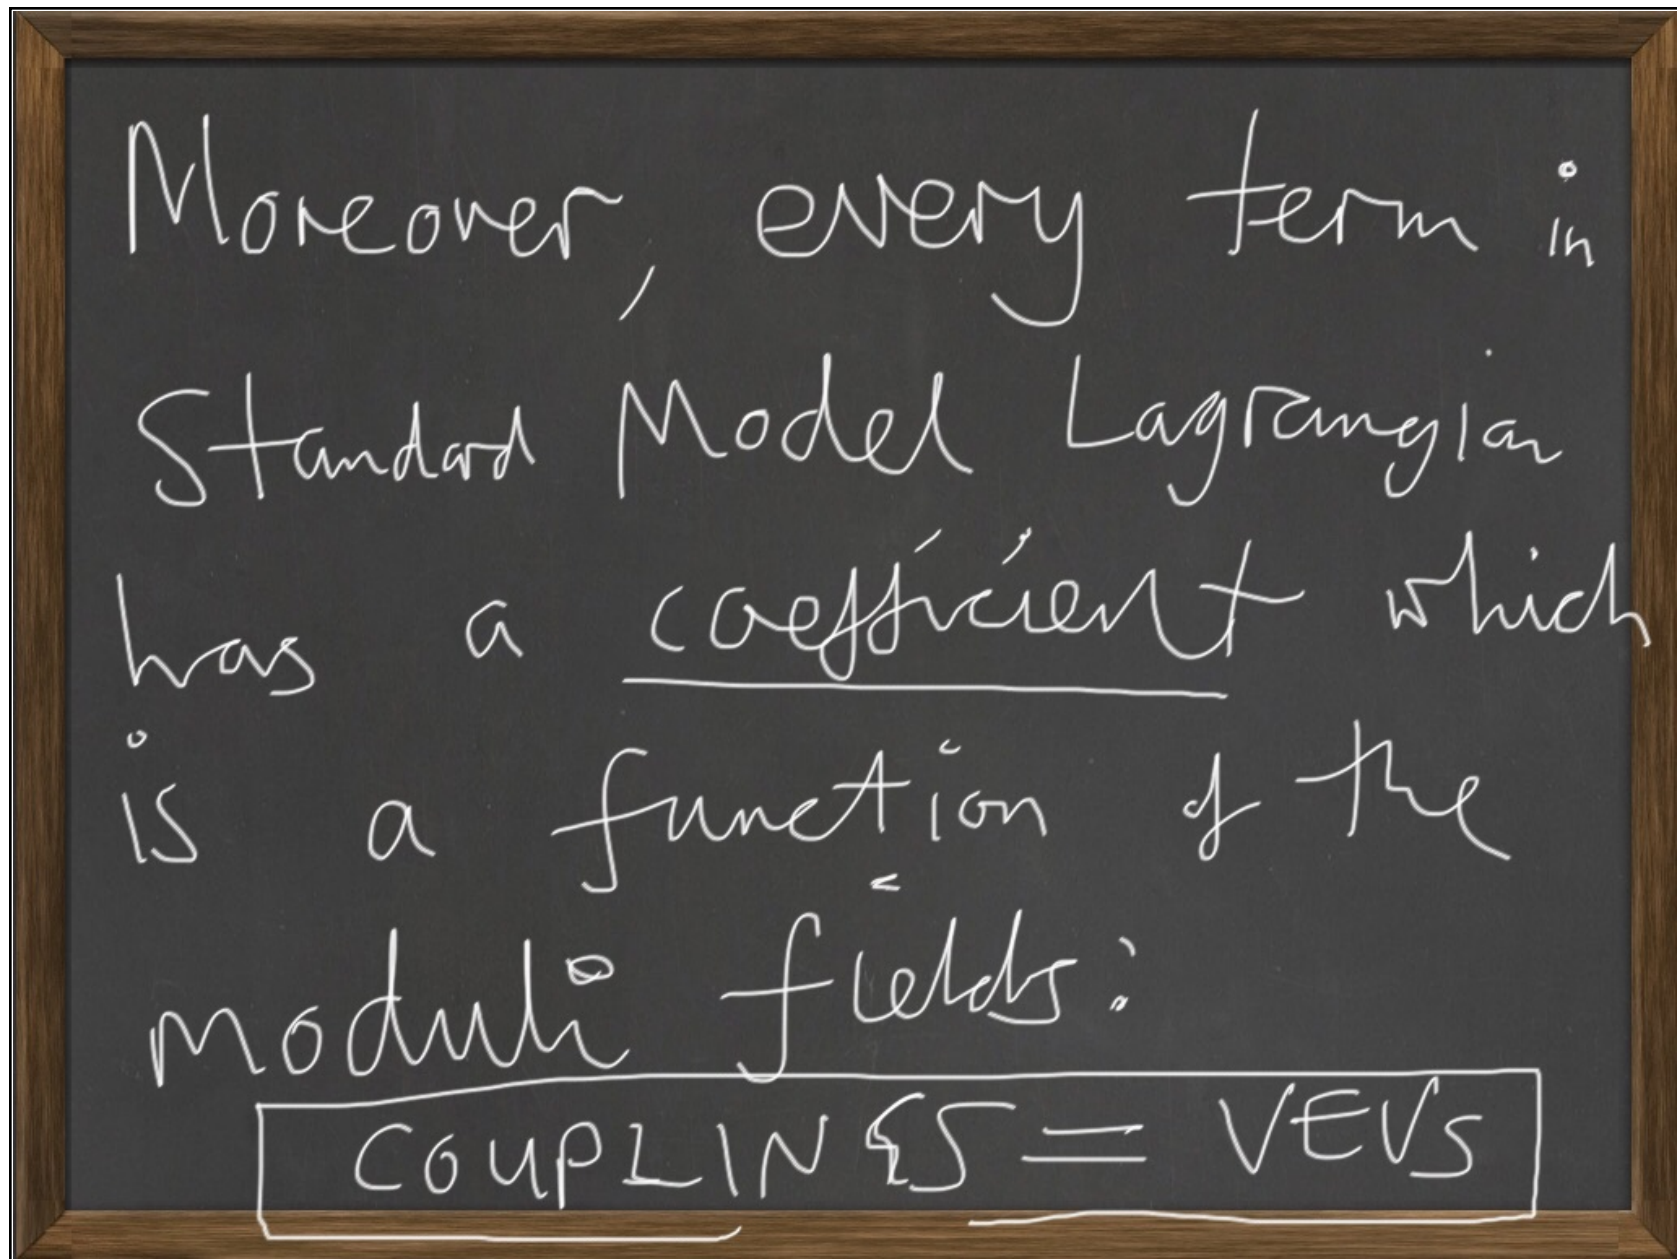 Moreover, every term in
Standard Model Lagrangian
has a coefficient which
is a function of the
moduli fields:
COUPLINGS = VEVs